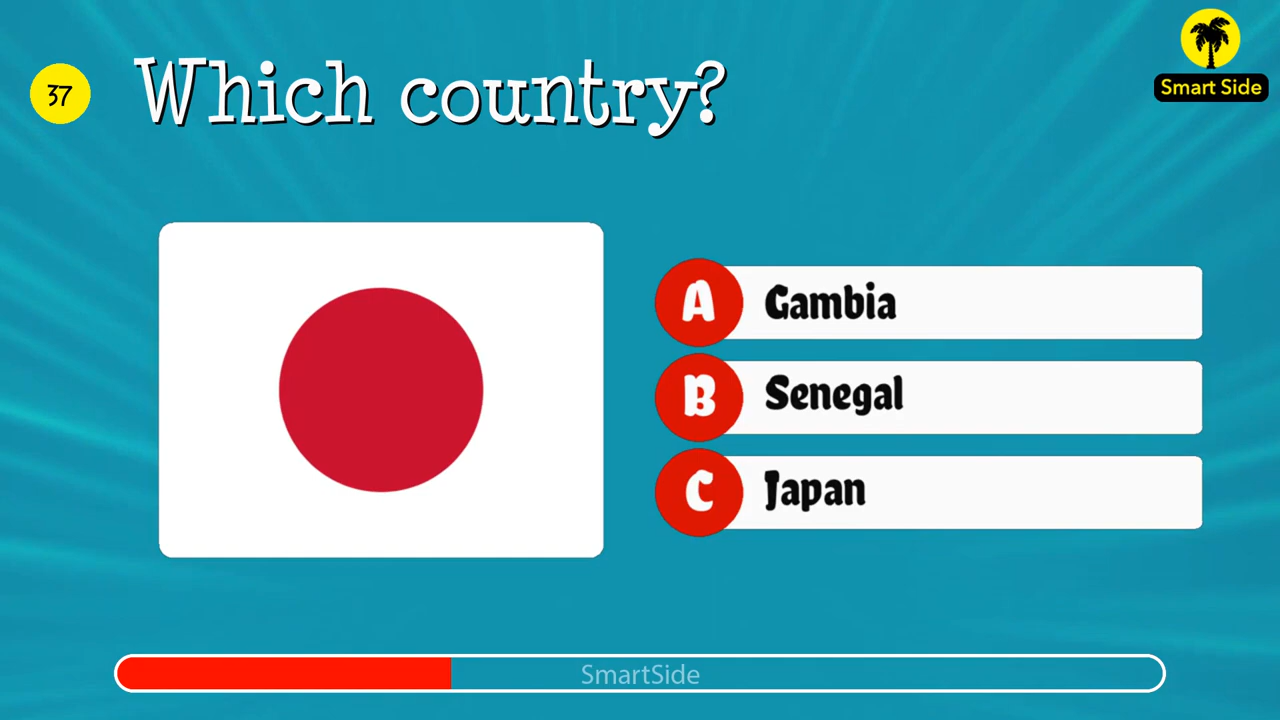 37
Which country?
Smart Side
A Gambia
B Senegal
C Japan
SmartSide